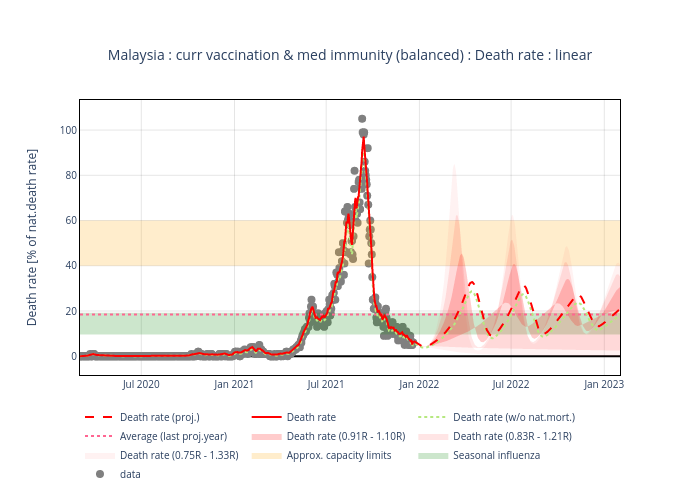 Malaysia : curr vaccination & med immunity (balanced) : Death rate : linear
Death rate [% of nat.death rate]
100
80
60
40
20
0
Jul 2020
Jan 2021
Jul 2021
Jan 2022
Jul 2022
Jan 2023
Death rate (proj.)
Death rate
Death rate (w/o nat.mort.)
Average (last proj.year)
Death rate (0.91R - 1.10R)
Death rate (0.83R - 1.21R)
Death rate (0.75R - 1.33R)
Approx. capacity limits
Seasonal influenza
data